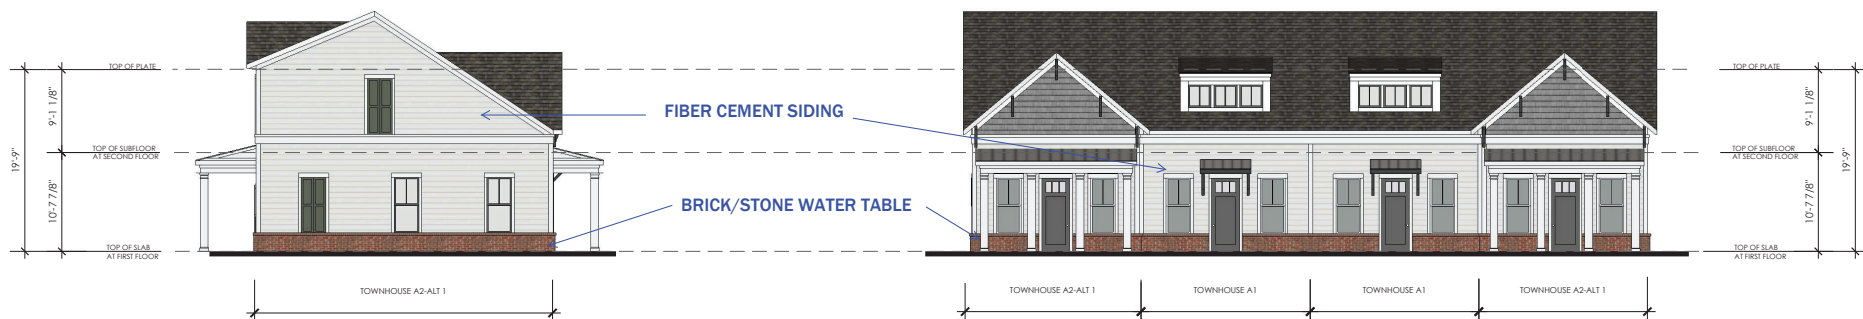 TOP OF PLATE
9'-1 1/8"
19'-9"
TOP OF SUBFLOOR
AT SECOND FLOOR
10'-7 7/8"
TOP OF SLAB
AT FIRST FLOOR
TOWNHOUSE A2-ALT 1
FIBER CEMENT SIDING
BRICK/STONE WATER TABLE
TOP OF PLATE
9'-1 1/8"
TOP OF SUBFLOOR
AT SECOND FLOOR
19'-9"
10'-7 7/8"
TOP OF SLAB
AT FIRST FLOOR
TOWNHOUSE A2-ALT 1
TOWNHOUSE A1
TOWNHOUSE A1
TOWNHOUSE A2-ALT 1